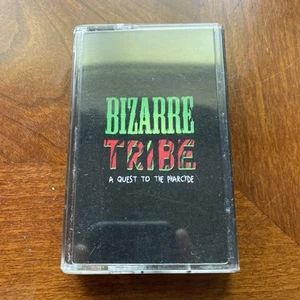 BIZARRE
TRIBE
A QUEST TO THE PHARCYDE